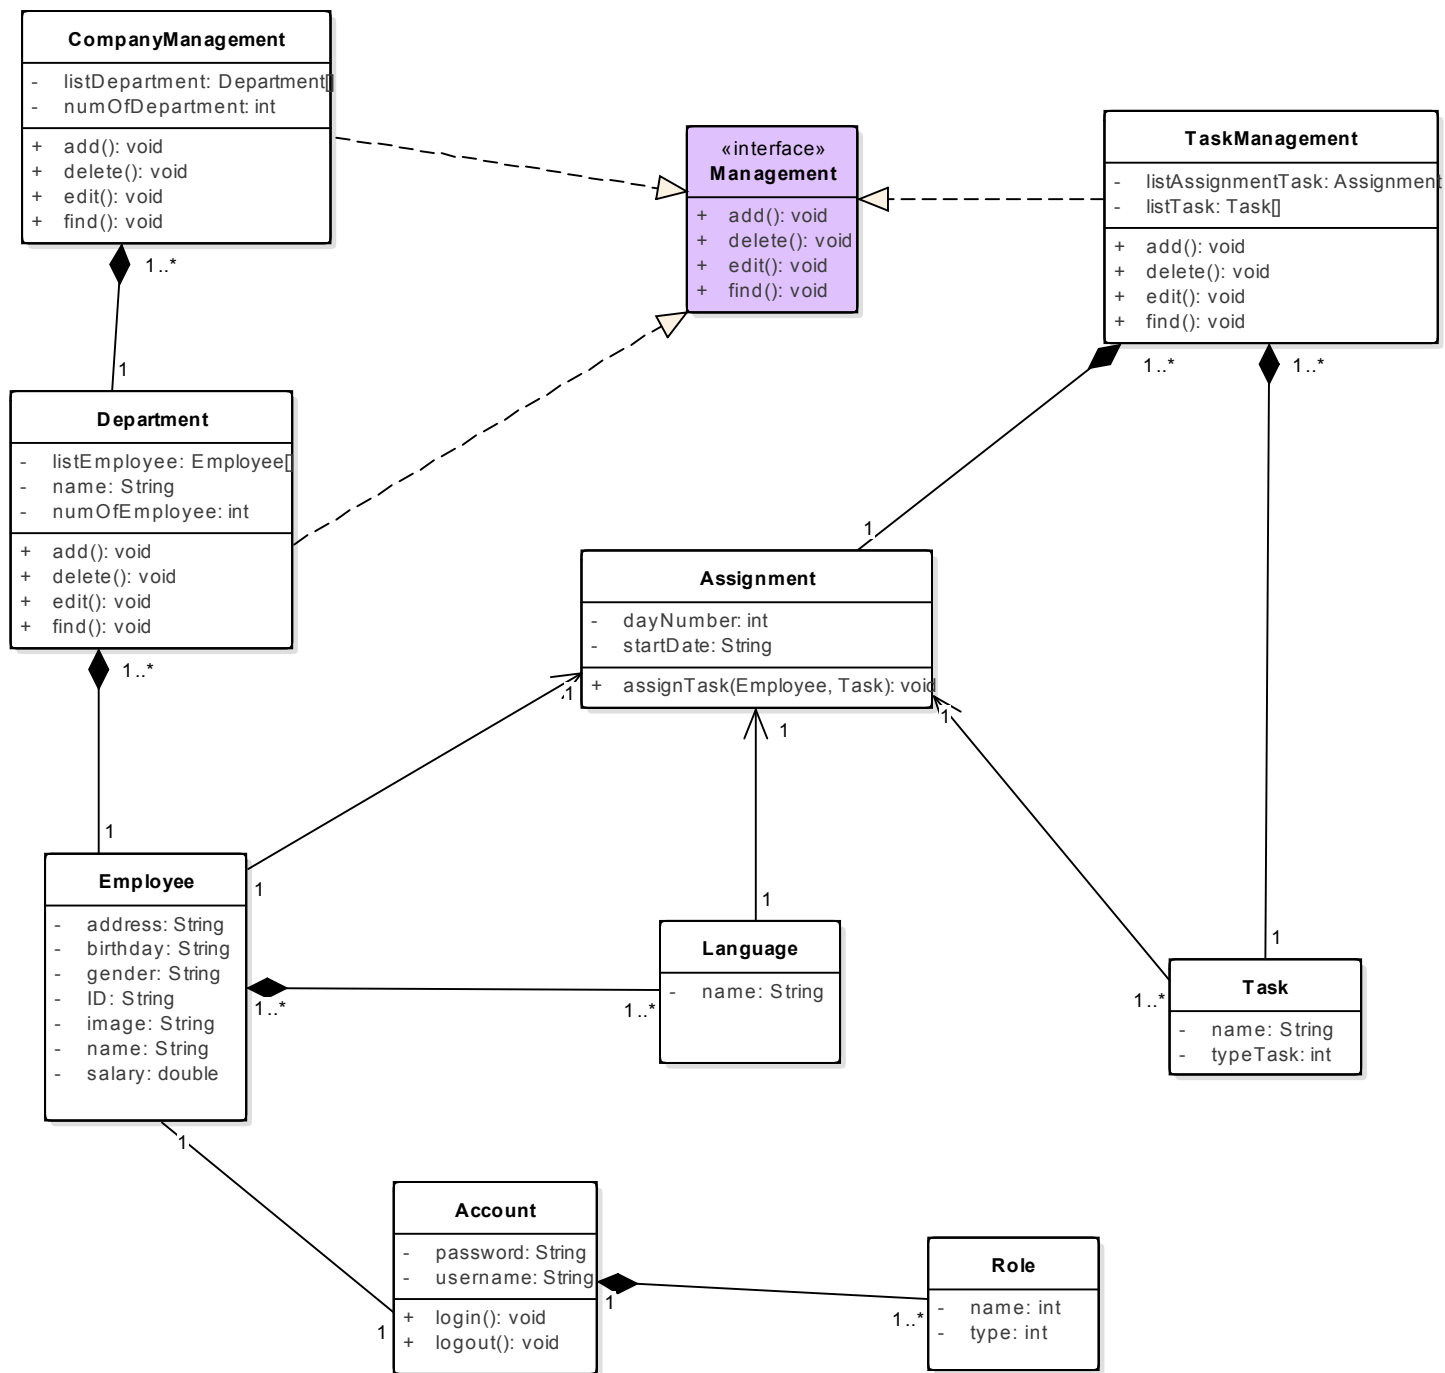 CompanyManagement
- listDepartment: Department[]
- numOfDepartment: int
+ add(): void
+ delete(): void
+ edit(): void
+ find(): void
1..*
1
«interface»
Management
+ add(): void
+ delete(): void
+ edit(): void
+ find(): void
TaskManagement
- listAssignmentTask: Assignment
- listTask: Task[]
+ add(): void
+ delete(): void
+ edit(): void
+ find(): void
1..*
1..*
1
1
Department
- listEmployee: Employee[]
- name: String
- numOfEmployee: int
+ add(): void
+ delete(): void
+ edit(): void
+ find(): void
1..*
1
Assignment
- dayNumber: int
- startDate: String
+ assignTask(Employee, Task): void
1
1
1
Employee
- address: String
- birthday: String
- gender: String
- ID: String
- image: String
- name: String
- salary: double
1
1..*
1..*
1
1
Language
- name: String
1..*
Task
- name: String
- typeTask: int
Account
- password: String
- username: String
+ login(): void
+ logout(): void
1
1
1..*
Role
- name: int
- type: int